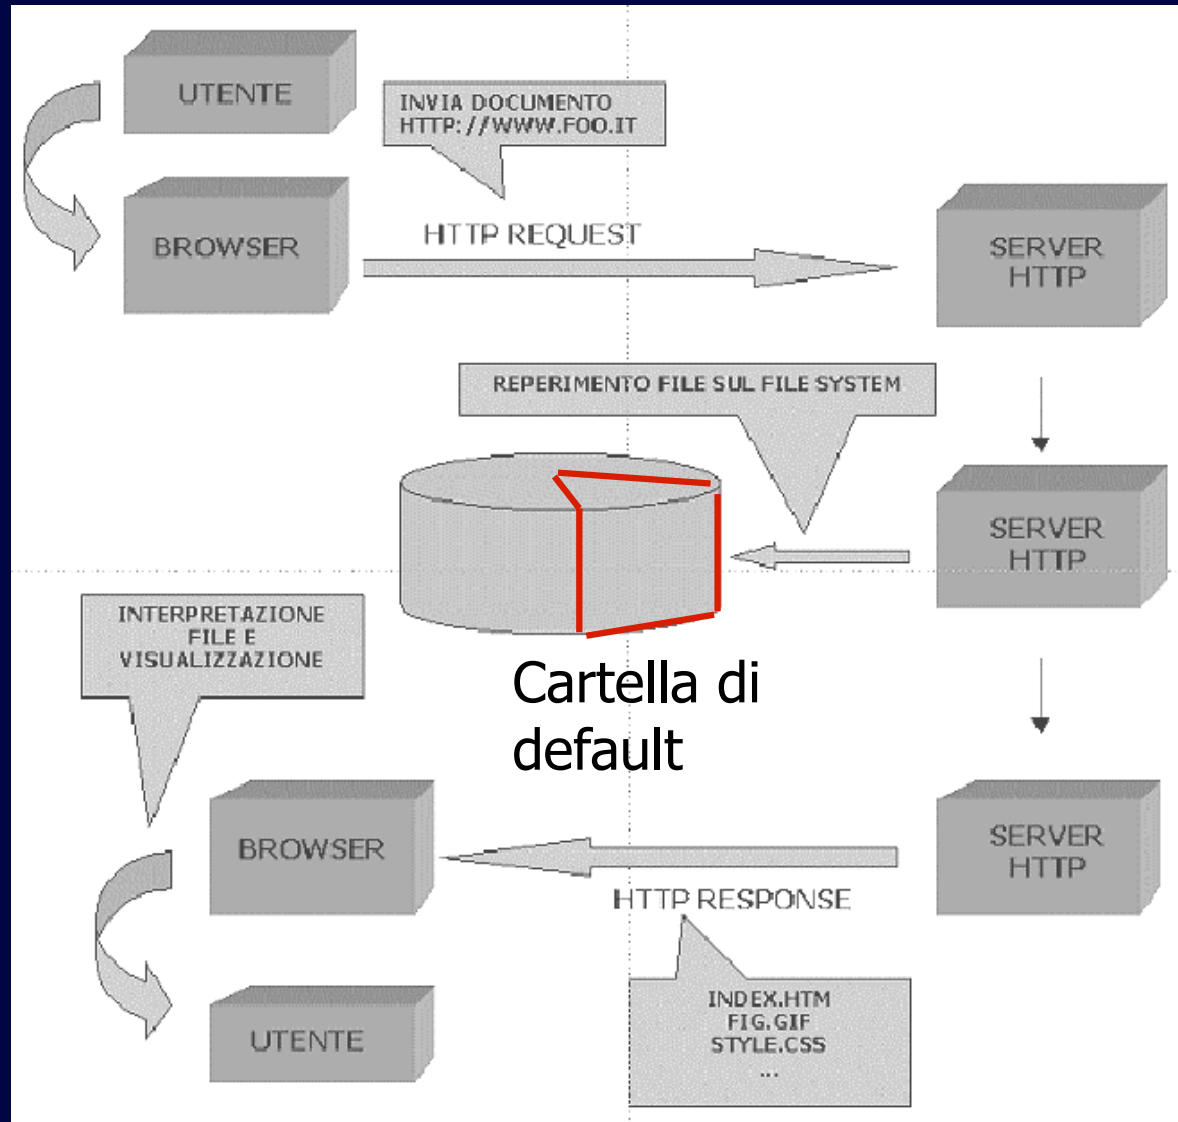 UTENTE
INVIA DOCUMENTO
HTTP://WWW.FOO.IT
BROWSER
HTTP REQUEST
SERVER
HTTP
REPERIMENTO FILE SUL FILE SYSTEM
SERVER
HTTP
INTERPRETAZIONE
FILE E
VISUALIZZAZIONE
Cartella di
default
BROWSER
SERVER
HTTP
HTTP RESPONSE
INDEX.HTM
FIG.GIF
STYLE.CSS
...
UTENTE